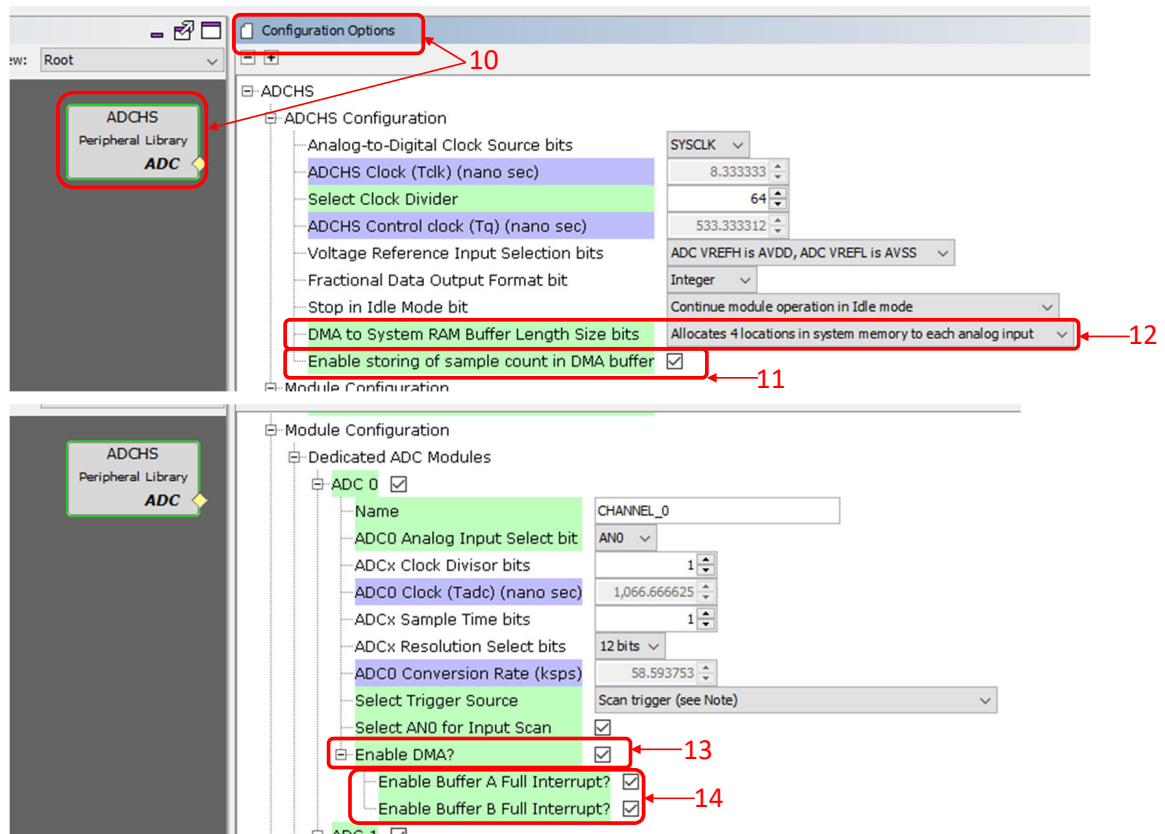 Configuration Options
10
ew: Root
ADCHS
Peripheral Library
ADC
ADCHS
ADCHS Configuration
Analog-to-Digital Clock Source bits SYSCLK
ADCHS Clock (Tclk) (nano sec) 8.333333
Select Clock Divider 64
ADCHS Control clock (Tq) (nano sec) 533.333312
Voltage Reference Input Selection bits ADC VREFH is AVDD, ADC VREFL is AVSS
Fractional Data Output Format bit Integer
Stop in Idle Mode bit Continue module operation in Idle mode
DMA to System RAM Buffer Length Size bits Allocates 4 locations in system memory to each analog input 12
Enable storing of sample count in DMA buffer
11
Module Configuration
Module Configuration
ADCHS
Peripheral Library
ADC
Dedicated ADC Modules
ADC 0
Name CHANNEL_0
ADC0 Analog Input Select bit AN0
ADCx Clock Divisor bits 1
ADC0 Clock (Tadc) (nano sec) 1,066.666625
ADCx Sample Time bits 1
ADCx Resolution Select bits 12 bits
ADC0 Conversion Rate (ksps) 58.593753
Select Trigger Source Scan trigger (see Note)
Select AN0 for Input Scan
Enable DMA? 13
Enable Buffer A Full Interrupt?
Enable Buffer B Full Interrupt? 14
ADC 1